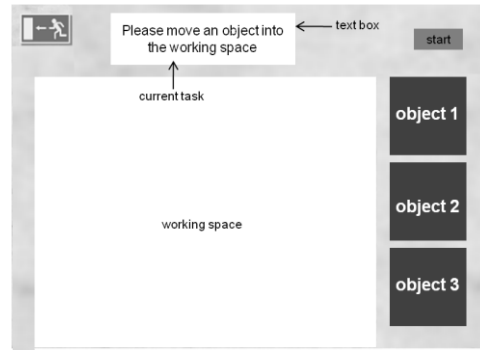 Please move an object into
the working space
text box
start
current task
object 1
working space
object 2
object 3